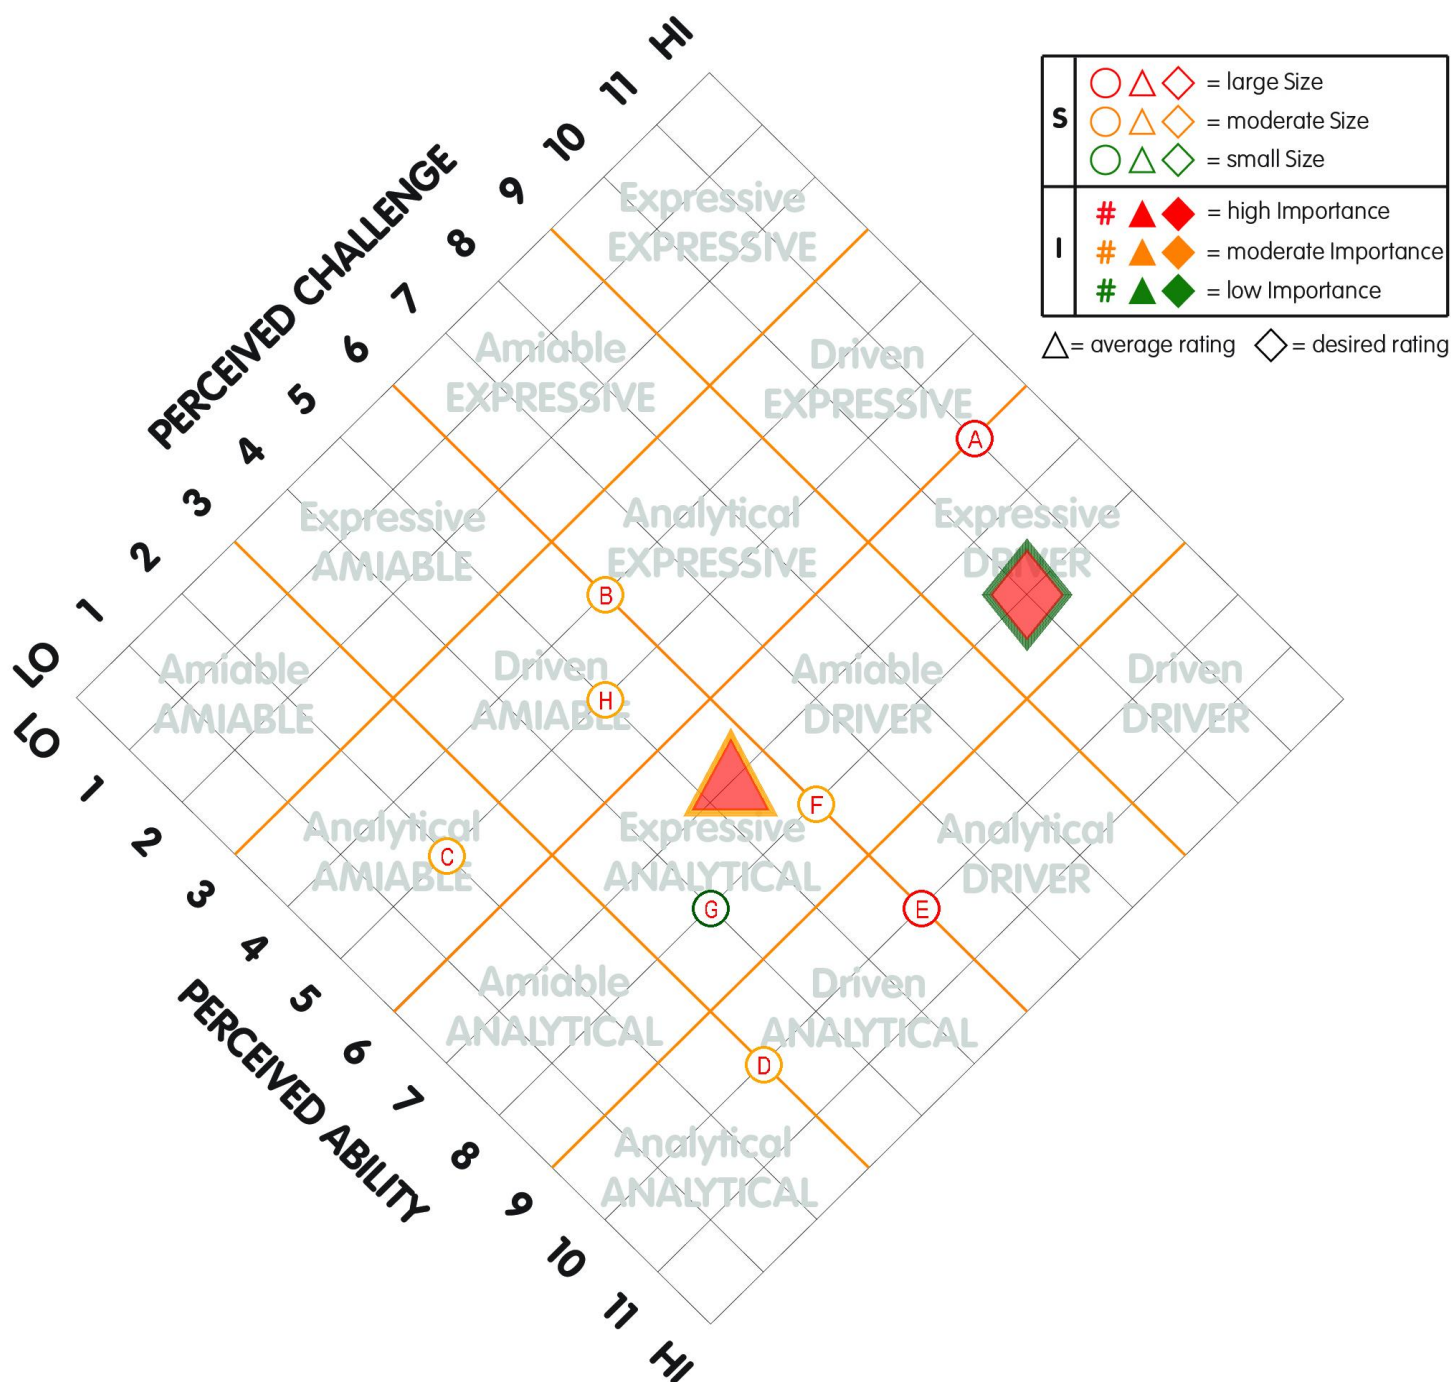 HI
11
10
9
8
7
6
5
4
3
2
1
LO
PERCEIVED CHALLENGE
LO
1
2
3
4
5
6
7
8
9
10
11
HI
PERCEIVED ABILITY
S
= large Size
= moderate Size
= small Size
I
# = high Importance
# = moderate Importance
# = low Importance
= average rating = desired rating
Expressive
EXPRESSIVE
Amiable
EXPRESSIVE
Driven
EXPRESSIVE
A
Expressive
AMIABLE
Analytical
EXPRESSIVE
Expressive
DRIVER
B
Amiable
AMIABLE
Driven
AMIABLE
H
Amiable
DRIVER
Driven
DRIVER
F
Analytical
AMIABLE
C
Expressive
ANALYTICAL
Analytical
DRIVER
G
E
Amiable
ANALYTICAL
Driven
ANALYTICAL
D
Analytical
ANALYTICAL